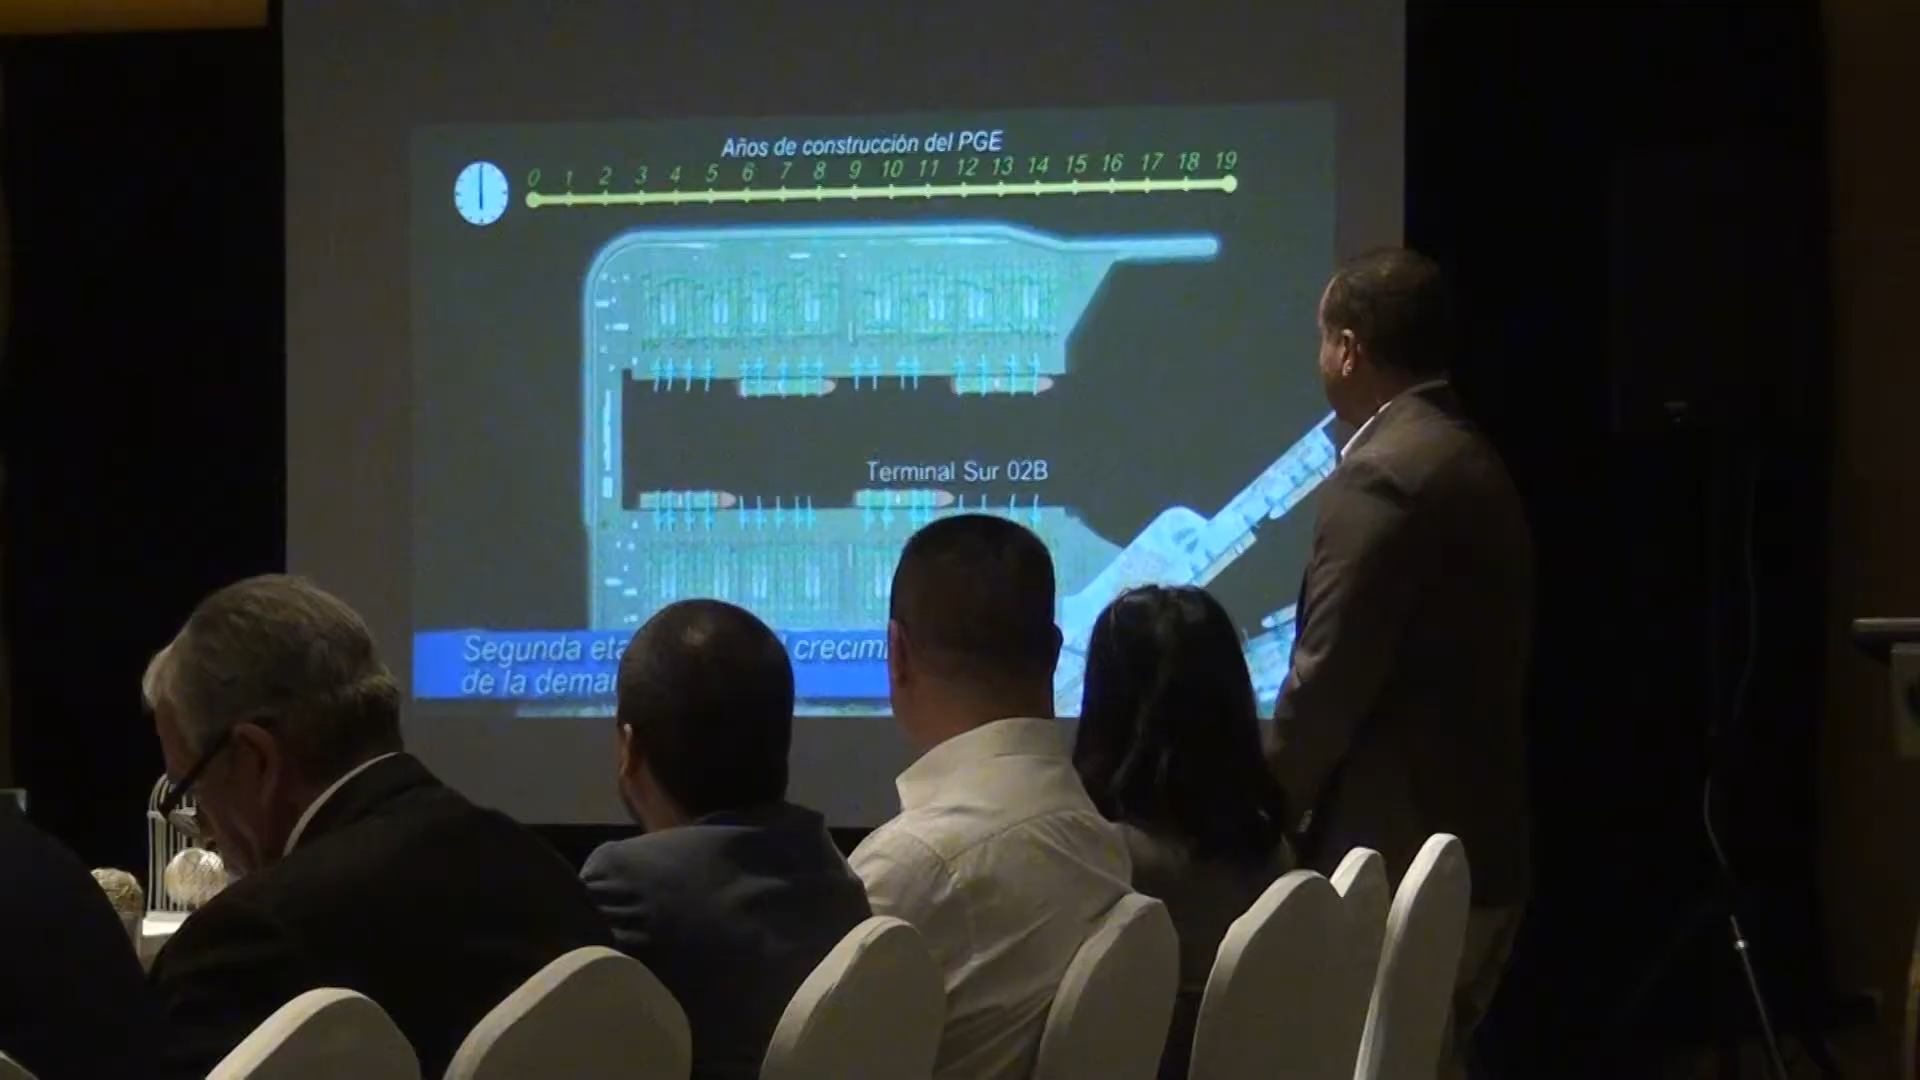 Años de construcción del PGE
0 1 2 3 4 5 6 7 8 9 10 11 12 13 14 15 16 17 18 19
Terminal Sur 02B
Segunda eta crecimi
de la dema